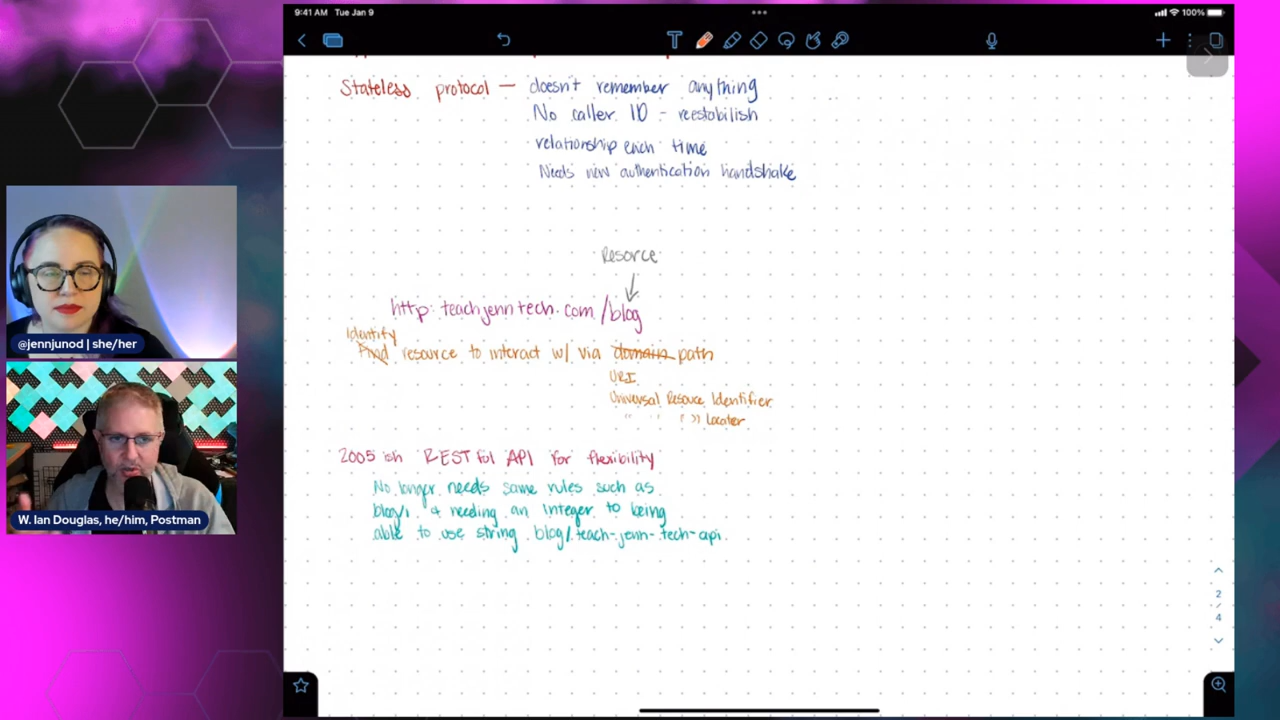 9:41 AM Tue Jan 9
100%
Stateless protocol — doesn't remember anything
No caller ID - reestabilish
relationship each time
Needs new authentication handshake
Resorce
http: teachjenntech.com/blog
Identify
Find resource to interact w/ via domain path
URI
Universal Resouce Identifier
" " " Locater
2005 ish RESTful API for flexibility
No longer needs same rules such as
blog/1 & needing an integer to being
able to use string blog/teach-jenn-tech-api.
2
/
4
@jennjunod | she/her
W. Ian Douglas, he/him, Postman